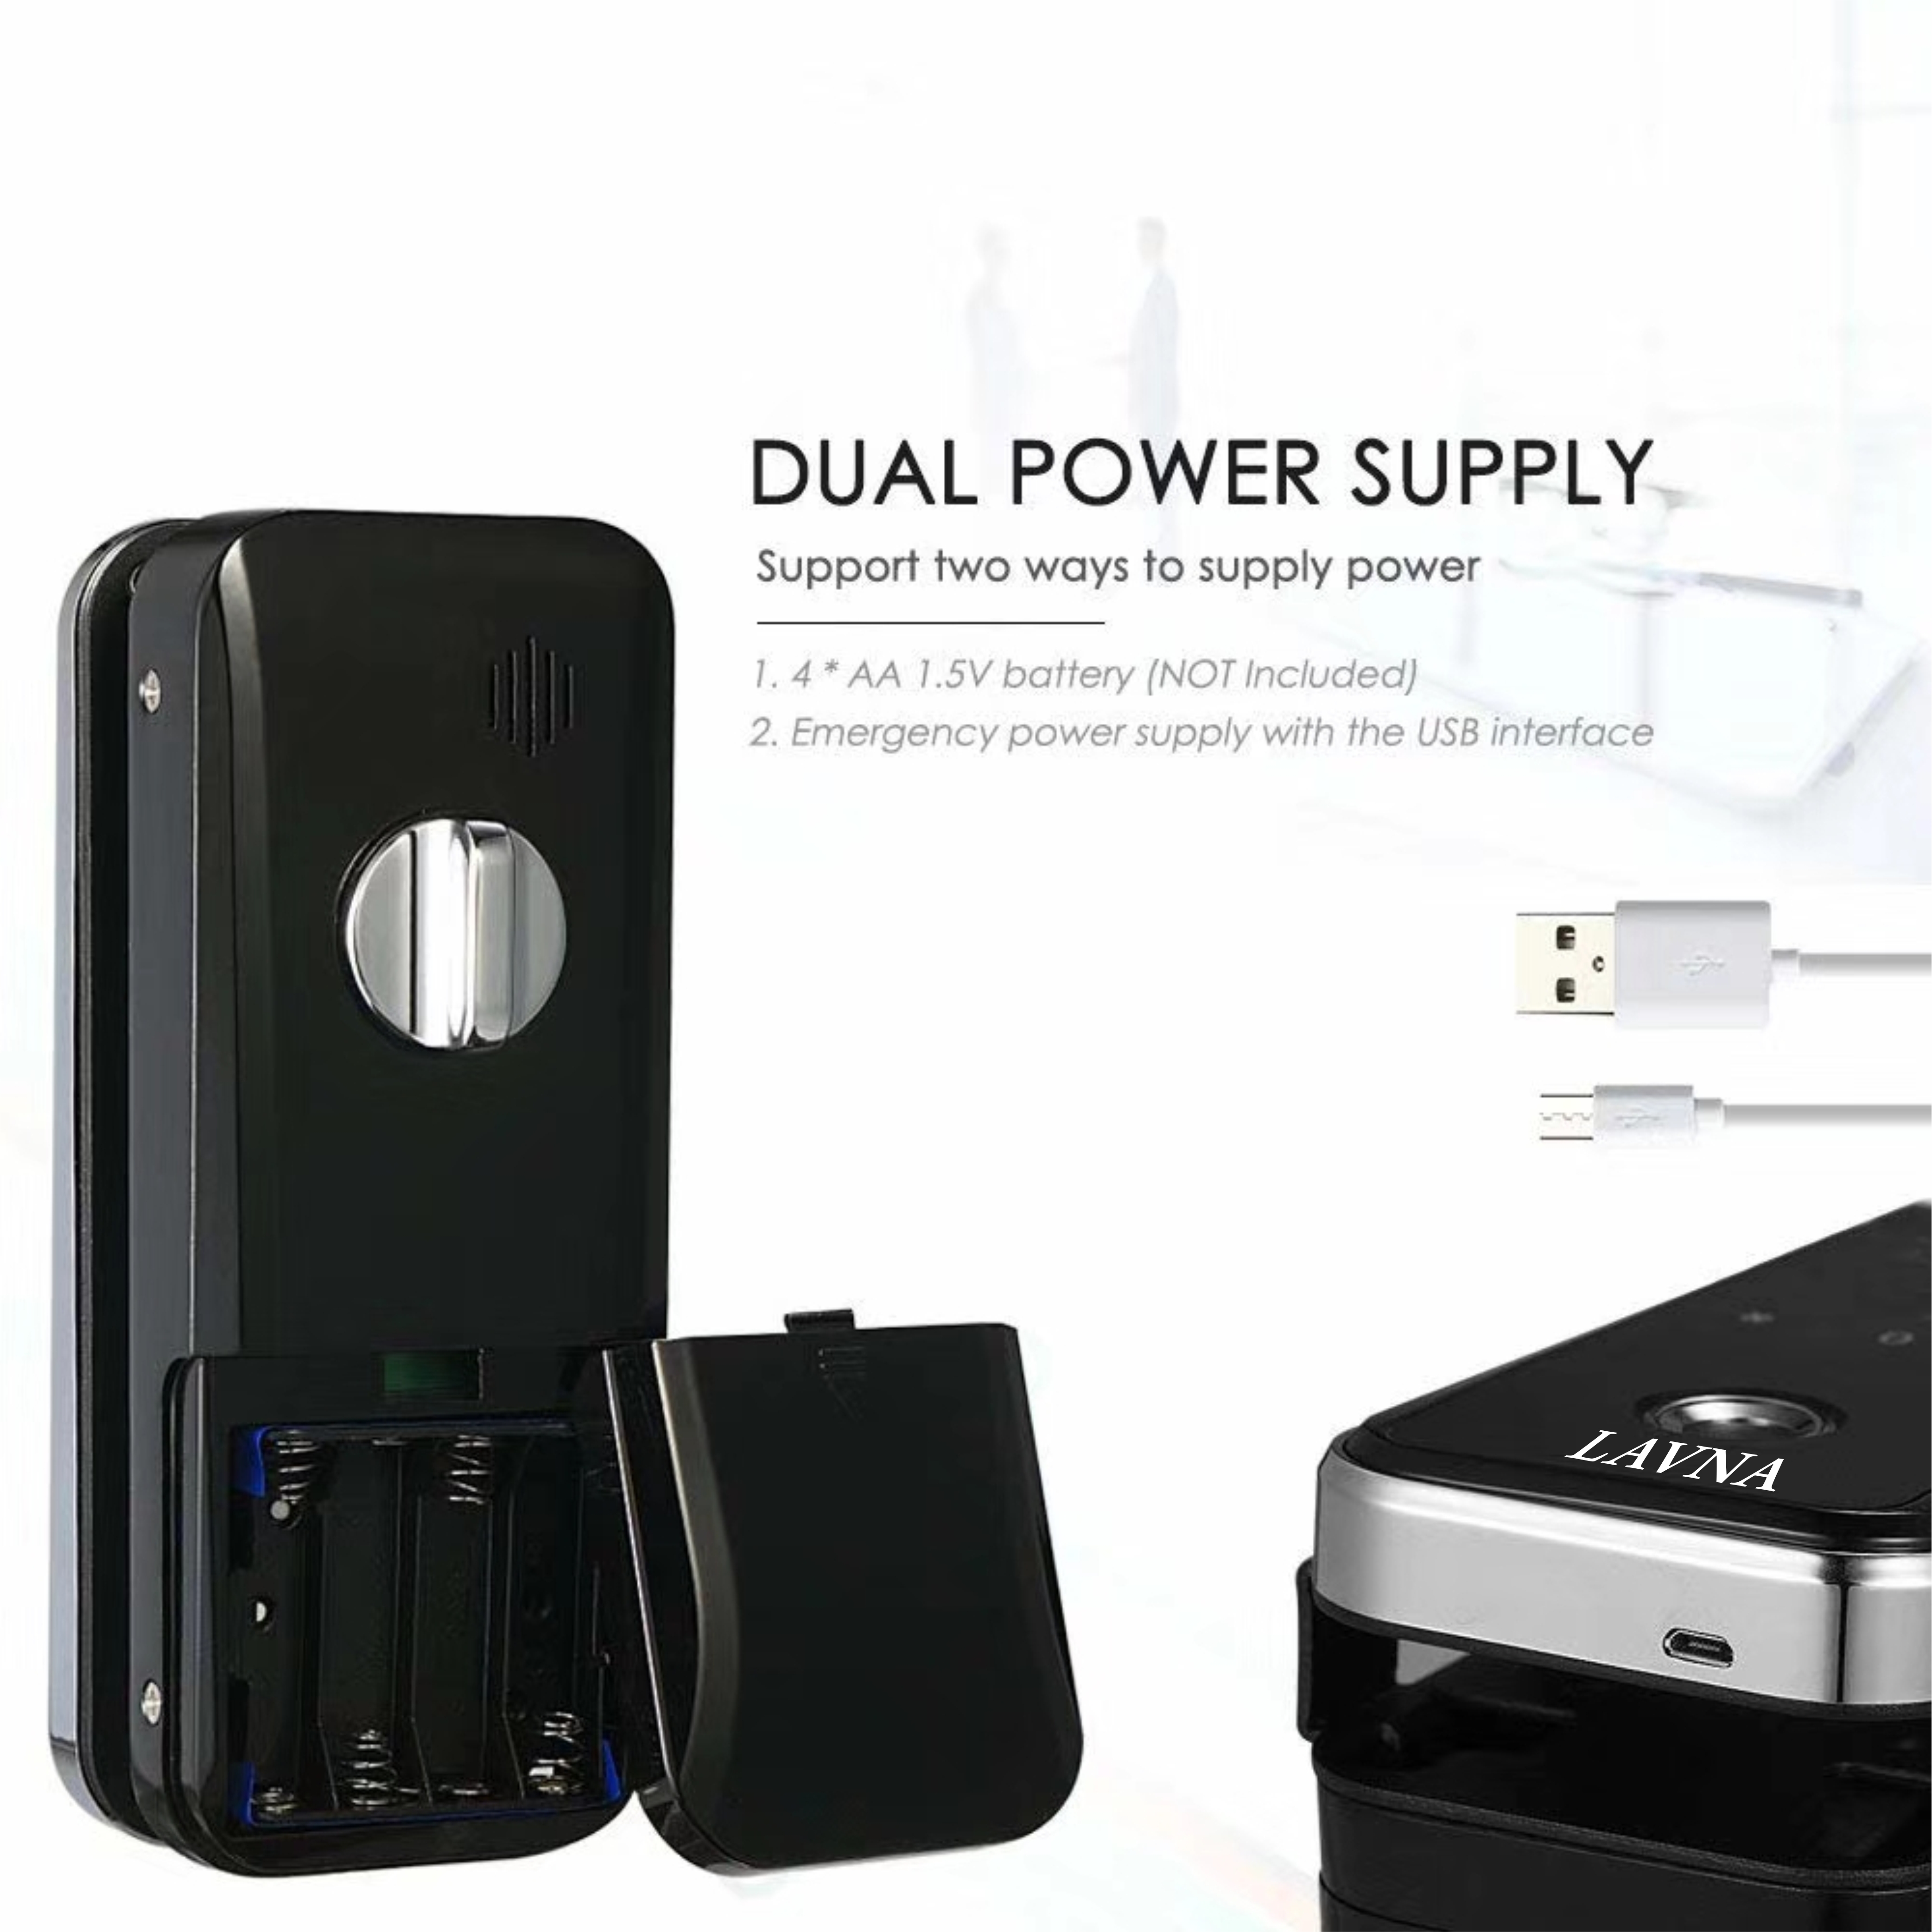 DUAL POWER SUPPLY
Support two ways to supply power
1. 4 * AA 1.5V battery (NOT Included)
2. Emergency power supply with the USB interface
LAVNA